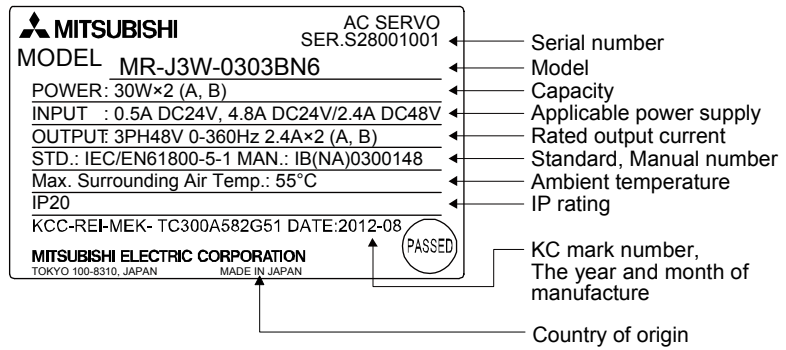 MITSUBISHI AC SERVO
SER.S28001001
MODEL MR-J3W-0303BN6
POWER: 30W×2 (A, B)
INPUT : 0.5A DC24V, 4.8A DC24V/2.4A DC48V
OUTPUT: 3PH48V 0-360Hz 2.4A×2 (A, B)
STD.: IEC/EN61800-5-1 MAN.: IB(NA)0300148
Max. Surrounding Air Temp.: 55°C
IP20
KCC-REI-MEK- TC300A582G51 DATE:2012-08
PASSED
MITSUBISHI ELECTRIC CORPORATION
TOKYO 100-8310, JAPAN MADE IN JAPAN
Serial number
Model
Capacity
Applicable power supply
Rated output current
Standard, Manual number
Ambient temperature
IP rating
KC mark number,
The year and month of
manufacture
Country of origin